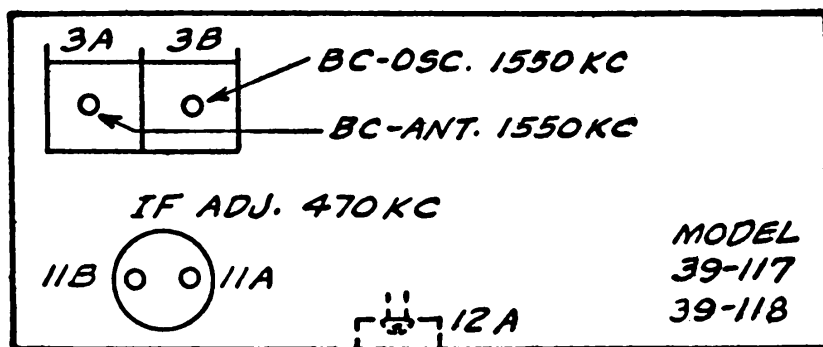 3A 3B
BC-OSC. 1550 KC
BC-ANT. 1550 KC
IF ADJ. 470 KC
11B 11A
12A
MODEL
39-117
39-118